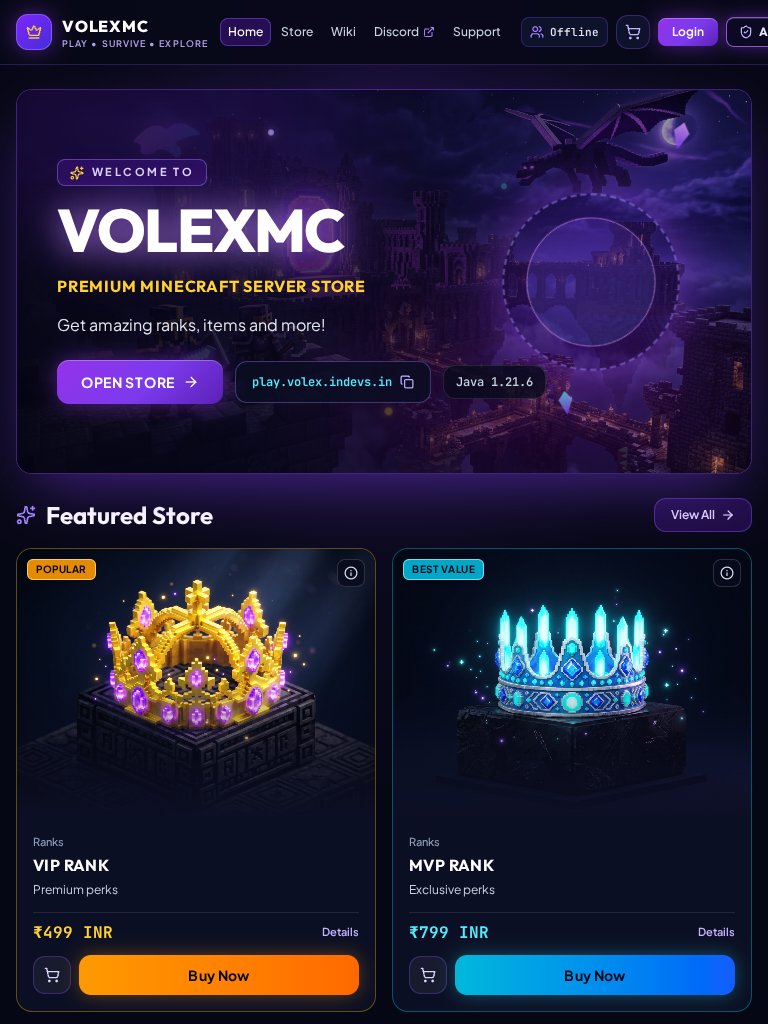 VOLEXMC
PLAY • SURVIVE • EXPLORE
Home
Store
Wiki
Discord
Support
Offline
Login
WELCOME TO
VOLEXMC
PREMIUM MINECRAFT SERVER STORE
Get amazing ranks, items and more!
OPEN STORE
play.volex.indevs.in
Java 1.21.6
Featured Store
View All
POPULAR
BEST VALUE
Ranks
VIP RANK
Premium perks
₹499 INR
Details
Buy Now
Ranks
MVP RANK
Exclusive perks
₹799 INR
Details
Buy Now